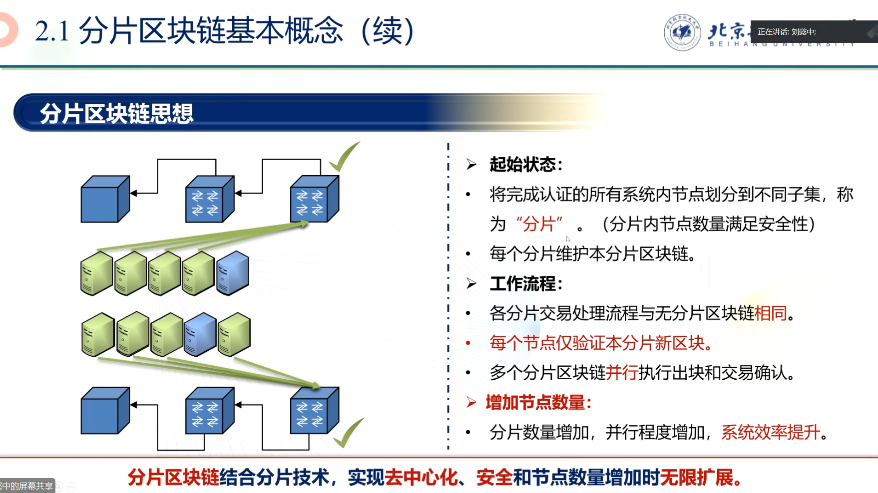 2.1 分片区块链基本概念（续）
正在讲话: 刘懿中;
BEIHANG UNIVERSITY
分片区块链思想
➢ 起始状态：
• 将完成认证的所有系统内节点划分到不同子集，称
为“分片”。（分片内节点数量满足安全性）
• 每个分片维护本分片区块链。
➢ 工作流程：
• 各分片交易处理流程与无分片区块链相同。
• 每个节点仅验证本分片新区块。
• 多个分片区块链并行执行出块和交易确认。
➢ 增加节点数量：
• 分片数量增加，并行程度增加，系统效率提升。
分片区块链结合分片技术，实现去中心化、安全和节点数量增加时无限扩展。
中的屏幕共享